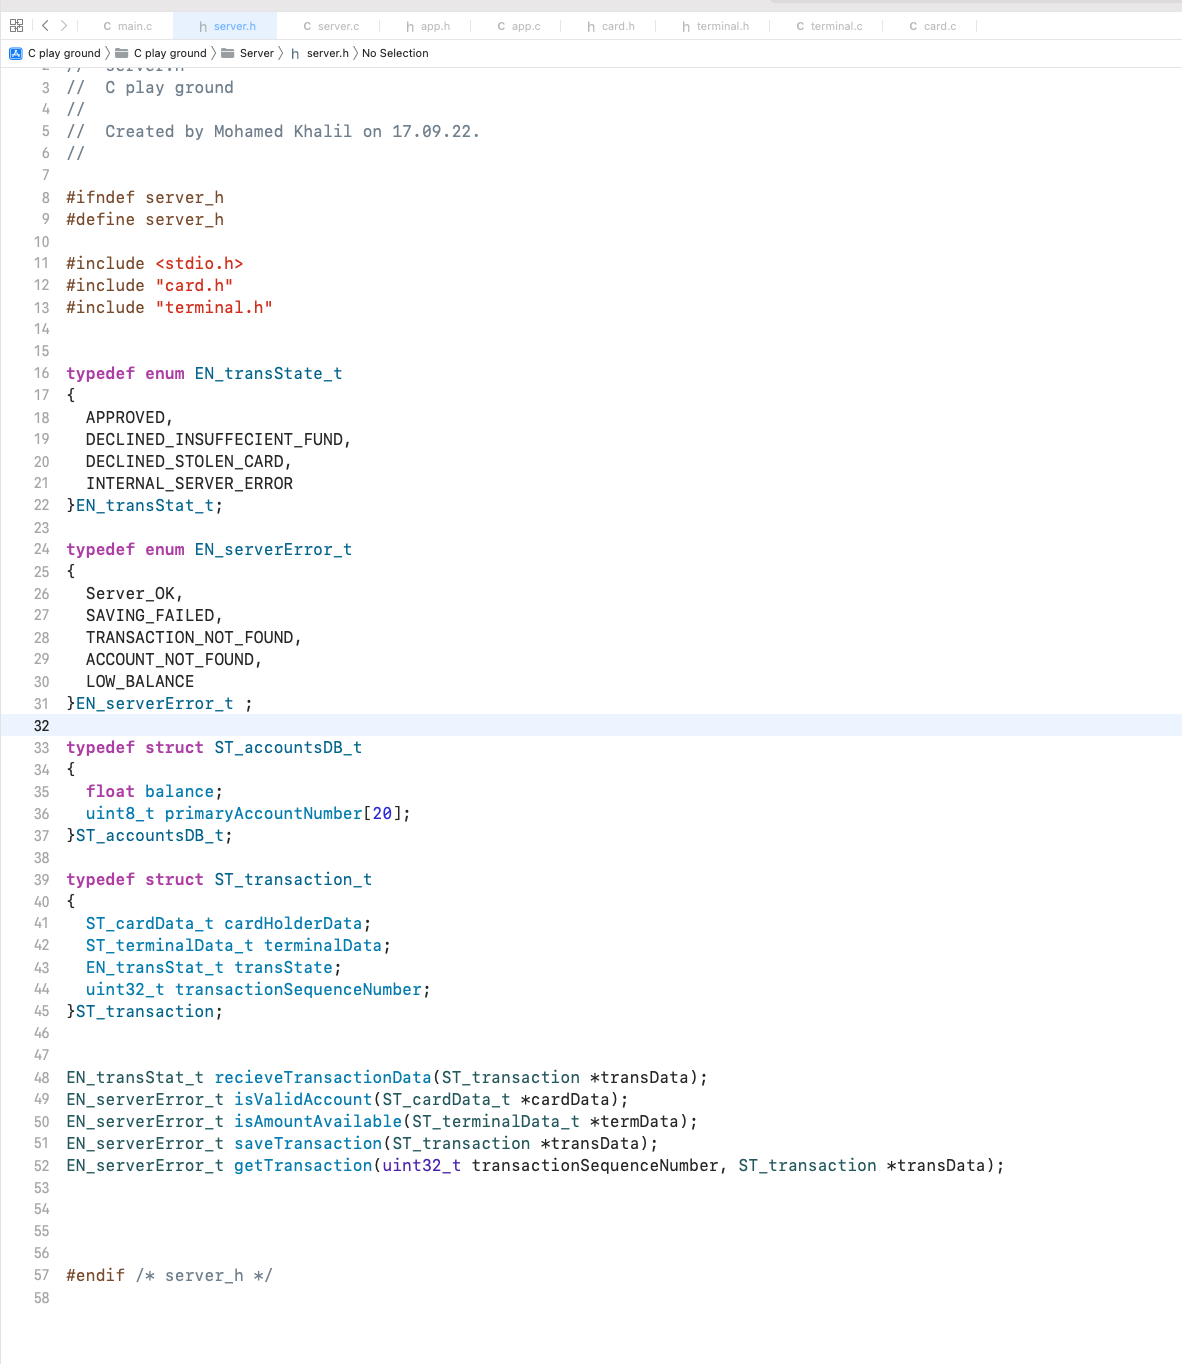 main.c server.h server.c app.h app.c card.h terminal.h terminal.c card.c
C play ground C play ground Server server.h No Selection
2 // server.h
3 // C play ground
4 //
5 // Created by Mohamed Khalil on 17.09.22.
6 //
7
8 #ifndef server_h
9 #define server_h
10
11 #include <stdio.h>
12 #include "card.h"
13 #include "terminal.h"
14
15
16 typedef enum EN_transState_t
17 {
18 APPROVED,
19 DECLINED_INSUFFECIENT_FUND,
20 DECLINED_STOLEN_CARD,
21 INTERNAL_SERVER_ERROR
22 }EN_transStat_t;
23
24 typedef enum EN_serverError_t
25 {
26 Server_OK,
27 SAVING_FAILED,
28 TRANSACTION_NOT_FOUND,
29 ACCOUNT_NOT_FOUND,
30 LOW_BALANCE
31 }EN_serverError_t ;
32
33 typedef struct ST_accountsDB_t
34 {
35 float balance;
36 uint8_t primaryAccountNumber[20];
37 }ST_accountsDB_t;
38
39 typedef struct ST_transaction_t
40 {
41 ST_cardData_t cardHolderData;
42 ST_terminalData_t terminalData;
43 EN_transStat_t transState;
44 uint32_t transactionSequenceNumber;
45 }ST_transaction;
46
47
48 EN_transStat_t recieveTransactionData(ST_transaction *transData);
49 EN_serverError_t isValidAccount(ST_cardData_t *cardData);
50 EN_serverError_t isAmountAvailable(ST_terminalData_t *termData);
51 EN_serverError_t saveTransaction(ST_transaction *transData);
52 EN_serverError_t getTransaction(uint32_t transactionSequenceNumber, ST_transaction *transData);
53
54
55
56
57 #endif /* server_h */
58